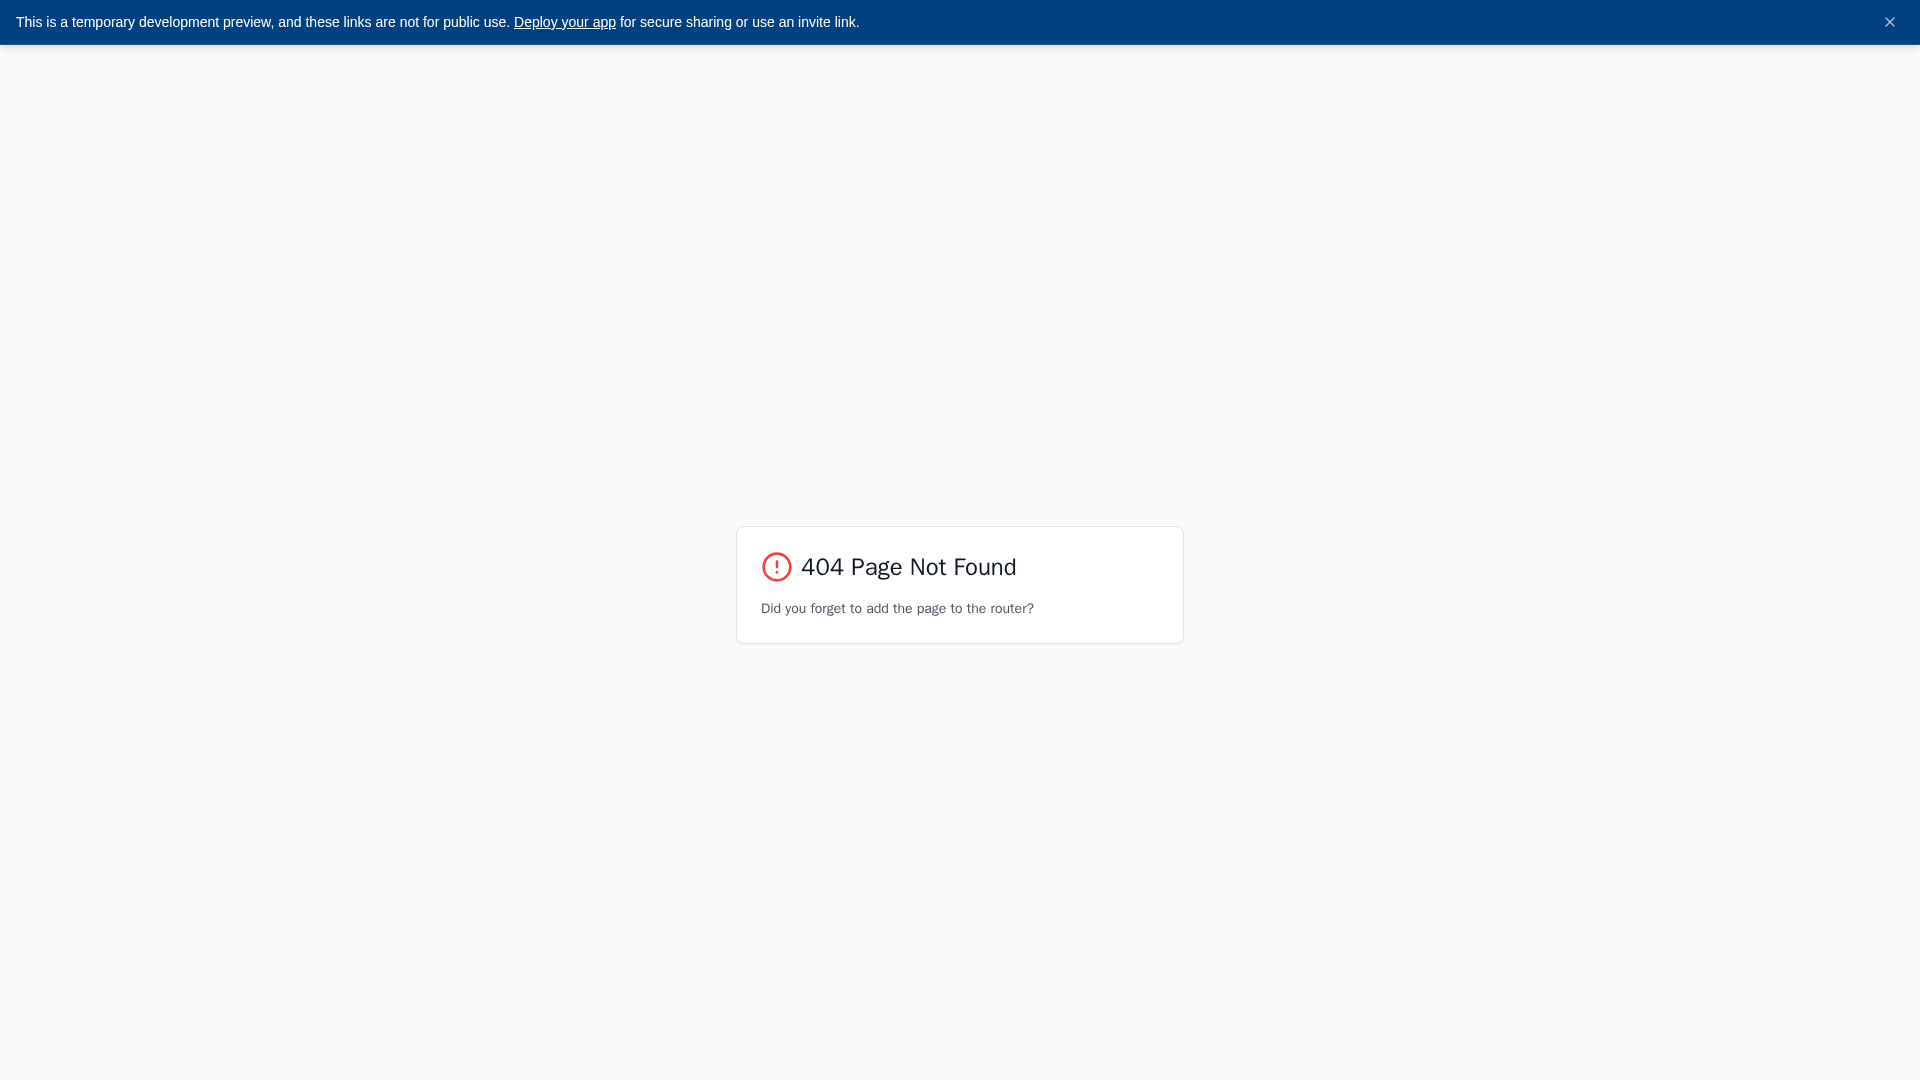 This is a temporary development preview, and these links are not for public use. Deploy your app for secure sharing or use an invite link.
404 Page Not Found
Did you forget to add the page to the router?